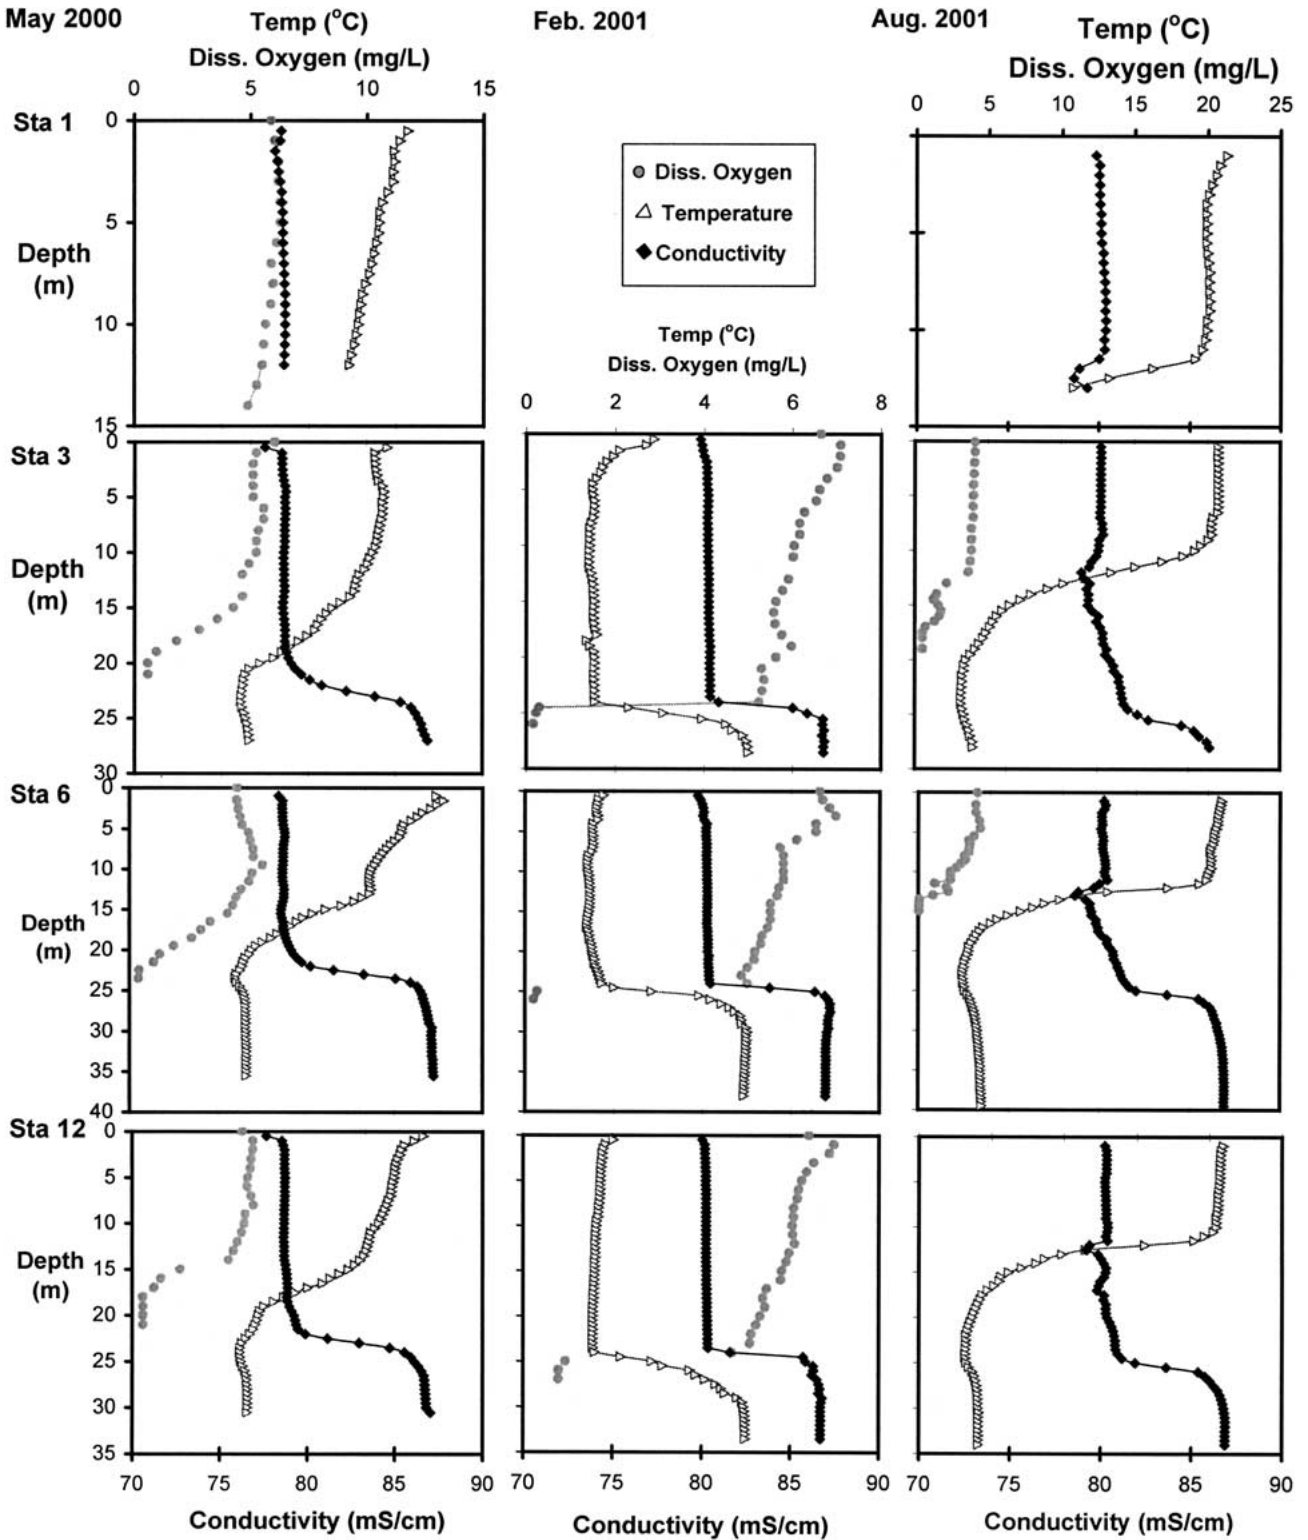 May 2000
Temp (°C)
Diss. Oxygen (mg/L)
0 5 10 15
Feb. 2001
Aug. 2001
Temp (°C)
Diss. Oxygen (mg/L)
0 5 10 15 20 25
Sta 1
0
5
Depth
(m)
10
15
Diss. Oxygen
Temperature
Conductivity
Temp (°C)
Diss. Oxygen (mg/L)
0 2 4 6 8
Sta 3
0
5
10
Depth
(m)
15
20
25
30
Sta 6
0
5
10
15
Depth
(m)
20
25
30
35
40
Sta 12
0
5
10
Depth
(m)
15
20
25
30
35
70 75 80 85 90
Conductivity (mS/cm)
70 75 80 85 90
Conductivity (mS/cm)
70 75 80 85 90
Conductivity (mS/cm)